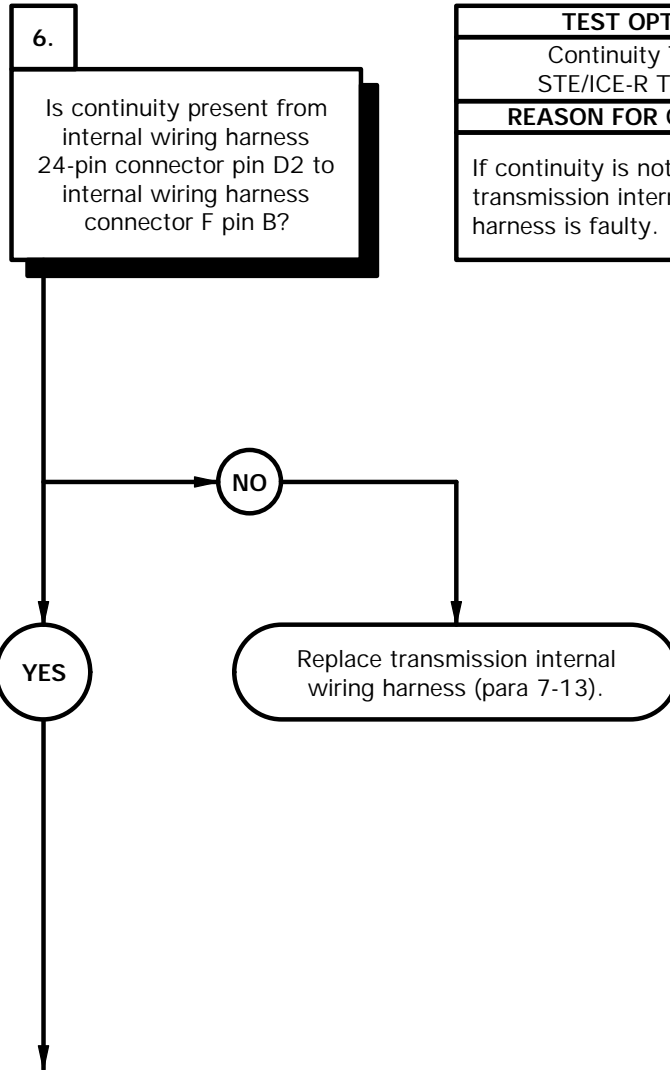 6.
Is continuity present from
internal wiring harness
24-pin connector pin D2 to
internal wiring harness
connector F pin B?
TEST OPT
Continuity
STE/ICE-R T
REASON FOR
If continuity is not
transmission intern
harness is faulty.
NO
YES
Replace transmission internal
wiring harness (para 7-13).